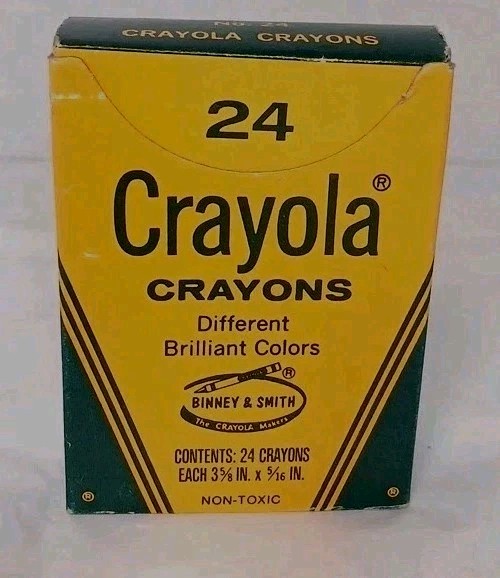 No. 24
CRAYOLA CRAYONS
24
Crayola®
CRAYONS
Different
Brilliant Colors
CRAYOLA
®
BINNEY & SMITH
The CRAYOLA Makers
CONTENTS: 24 CRAYONS
EACH 3⅝ IN. x 5/16 IN.
NON-TOXIC
® ®